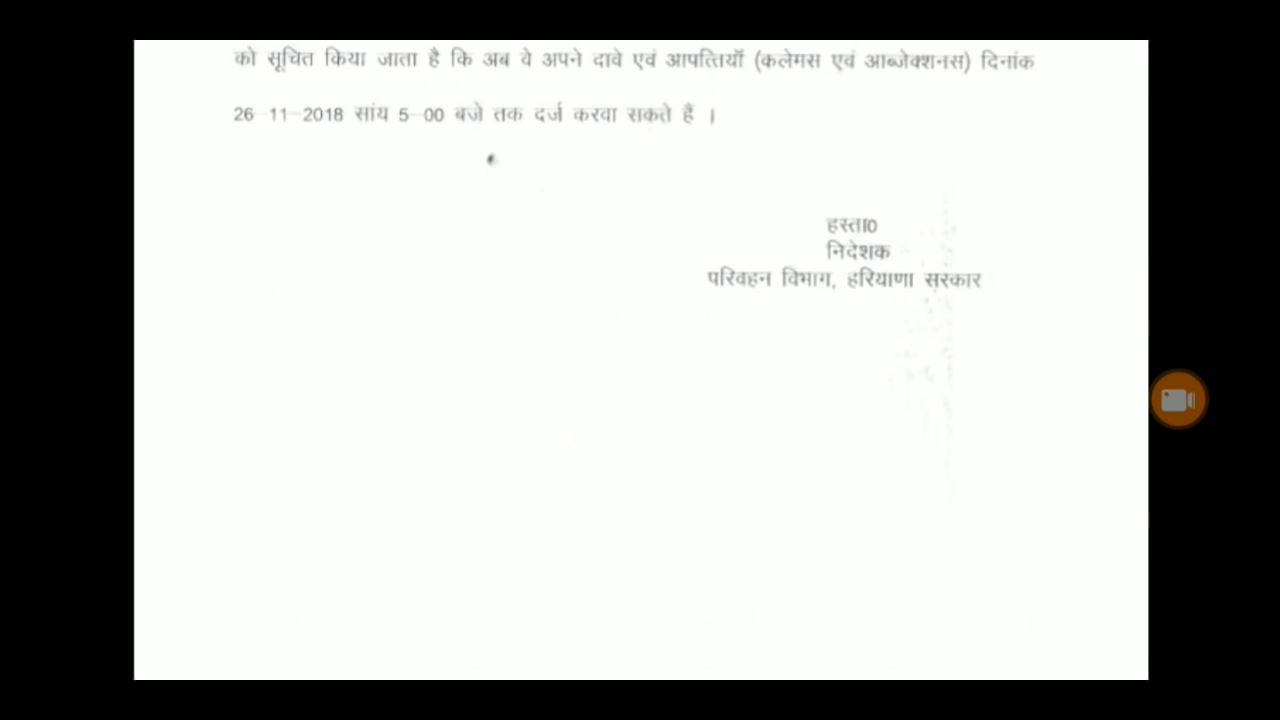 को सूचित किया जाता है कि अब वे अपने दावे एवं आपत्तियॉं (कलेमस एवं आब्जेक्शनस) दिनांक
26-11-2018 सांय 5-00 बजे तक दर्ज करवा सकते हैं ।
हस्ता0
निदेशक
परिवहन विभाग, हरियाणा सरकार